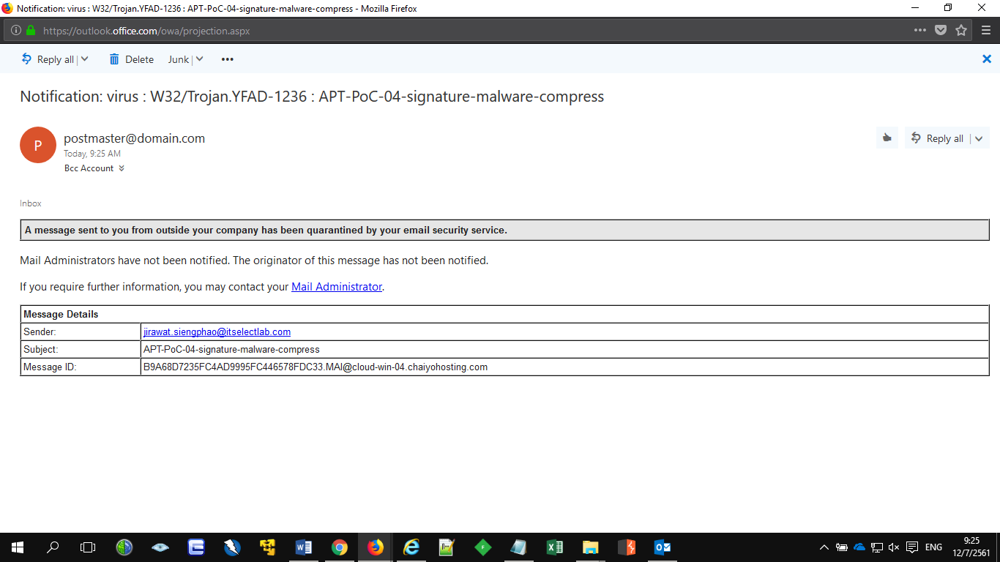 Notification: virus : W32/Trojan.YFAD-1236 : APT-PoC-04-signature-malware-compress - Mozilla Firefox
https://outlook.office.com/owa/projection.aspx
Reply all Delete Junk
Notification: virus : W32/Trojan.YFAD-1236 : APT-PoC-04-signature-malware-compress
P
postmaster@domain.com
Reply all
Today, 9:25 AM
Bcc Account
Inbox
A message sent to you from outside your company has been quarantined by your email security service.
Mail Administrators have not been notified. The originator of this message has not been notified.
If you require further information, you may contact your Mail Administrator.
Message Details
Sender: jirawat.siengphao@itselectlab.com
Subject: APT-PoC-04-signature-malware-compress
Message ID: B9A68D7235FC4AD9995FC446578FDC33.MAI@cloud-win-04.chaiyohosting.com
ENG
9:25
12/7/2561